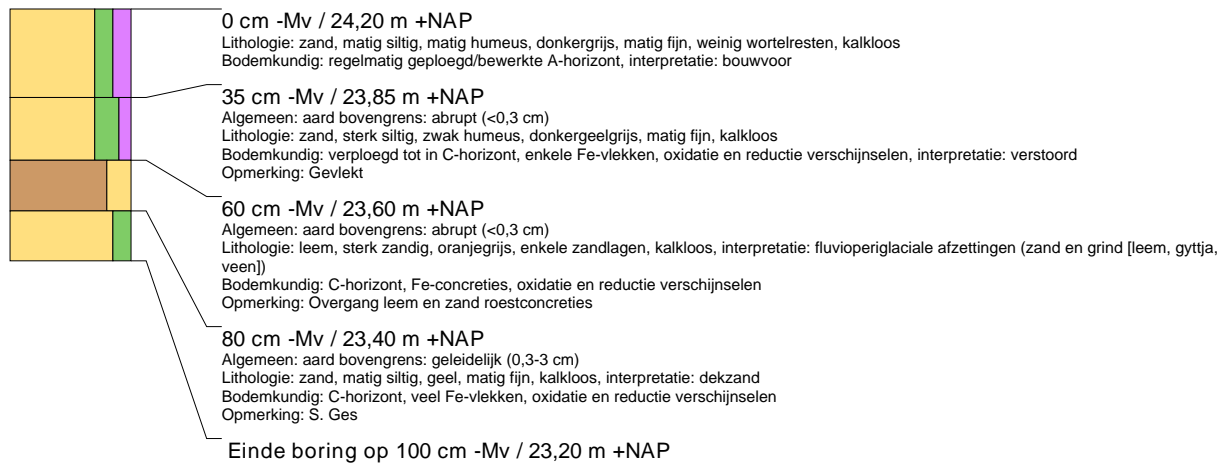 0 cm -Mv / 24,20 m +NAP
Lithologie: zand, matig siltig, matig humeus, donkergrijs, matig fijn, weinig wortelresten, kalkloos
Bodemkundig: regelmatig geploegd/bewerkte A-horizont, interpretatie: bouwvoor
35 cm -Mv / 23,85 m +NAP
Algemeen: aard bovengrens: abrupt (<0,3 cm)
Lithologie: zand, sterk siltig, zwak humeus, donkergeelgrijs, matig fijn, kalkloos
Bodemkundig: verploegd tot in C-horizont, enkele Fe-vlekken, oxidatie en reductie verschijnselen, interpretatie: verstoord
Opmerking: Gevlekt
60 cm -Mv / 23,60 m +NAP
Algemeen: aard bovengrens: abrupt (<0,3 cm)
Lithologie: leem, sterk zandig, oranjegrijs, enkele zandlagen, kalkloos, interpretatie: fluvioperiglaciale afzettingen (zand en grind [leem, gyttja,
veen])
Bodemkundig: C-horizont, Fe-concreties, oxidatie en reductie verschijnselen
Opmerking: Overgang leem en zand roestconcreties
80 cm -Mv / 23,40 m +NAP
Algemeen: aard bovengrens: geleidelijk (0,3-3 cm)
Lithologie: zand, matig siltig, geel, matig fijn, kalkloos, interpretatie: dekzand
Bodemkundig: C-horizont, veel Fe-vlekken, oxidatie en reductie verschijnselen
Opmerking: S. Ges
Einde boring op 100 cm -Mv / 23,20 m +NAP